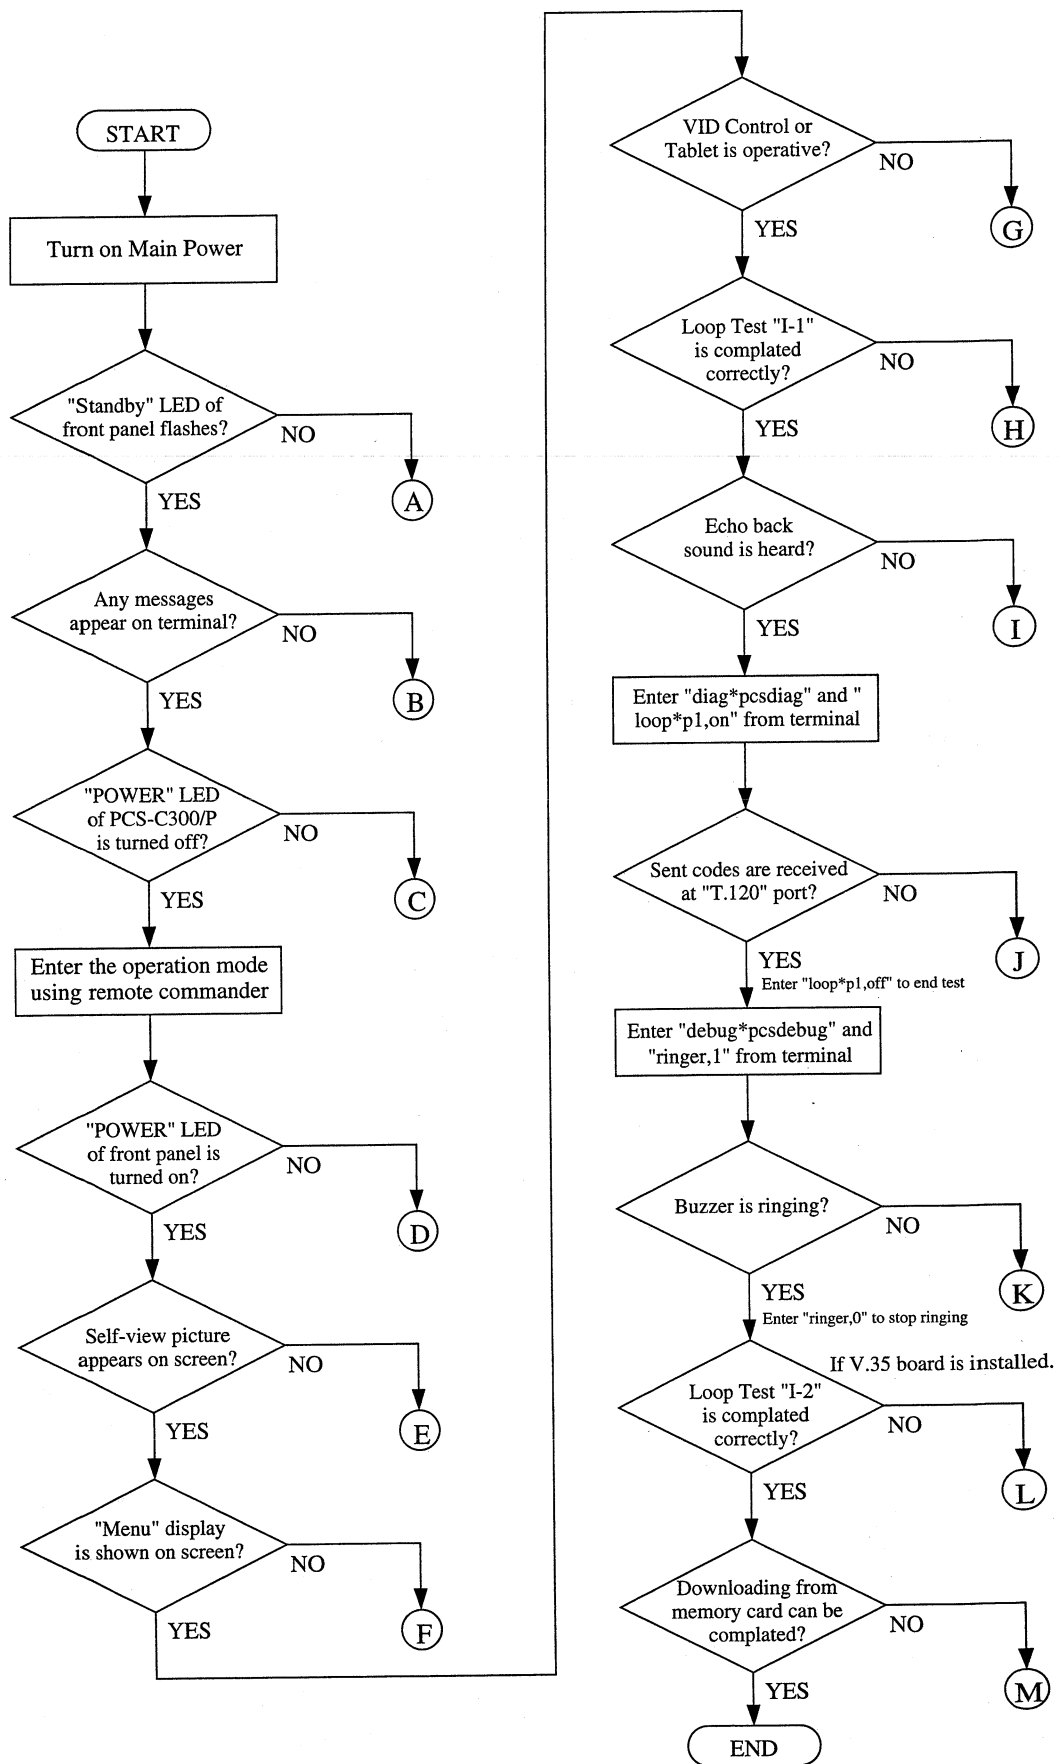 START
Turn on Main Power
"Standby" LED of
front panel flashes?
NO
A
YES
Any messages
appear on terminal?
NO
B
YES
"POWER" LED
of PCS-C300/P
is turned off?
NO
C
YES
Enter the operation mode
using remote commander
"POWER" LED
of front panel is
turned on?
NO
D
YES
Self-view picture
appears on screen?
NO
E
YES
"Menu" display
is shown on screen?
NO
F
YES
VID Control or
Tablet is operative?
NO
G
YES
Loop Test "I-1"
is complated
correctly?
NO
H
YES
Echo back
sound is heard?
NO
I
YES
Enter "diag*pcsdiag" and "
loop*p1,on" from terminal
Sent codes are received
at "T.120" port?
NO
J
YES
Enter "loop*p1,off" to end test
Enter "debug*pcsdebug" and
"ringer,1" from terminal
Buzzer is ringing?
NO
K
YES
Enter "ringer,0" to stop ringing
If V.35 board is installed.
Loop Test "I-2"
is complated
correctly?
NO
L
YES
Downloading from
memory card can be
complated?
NO
M
YES
END